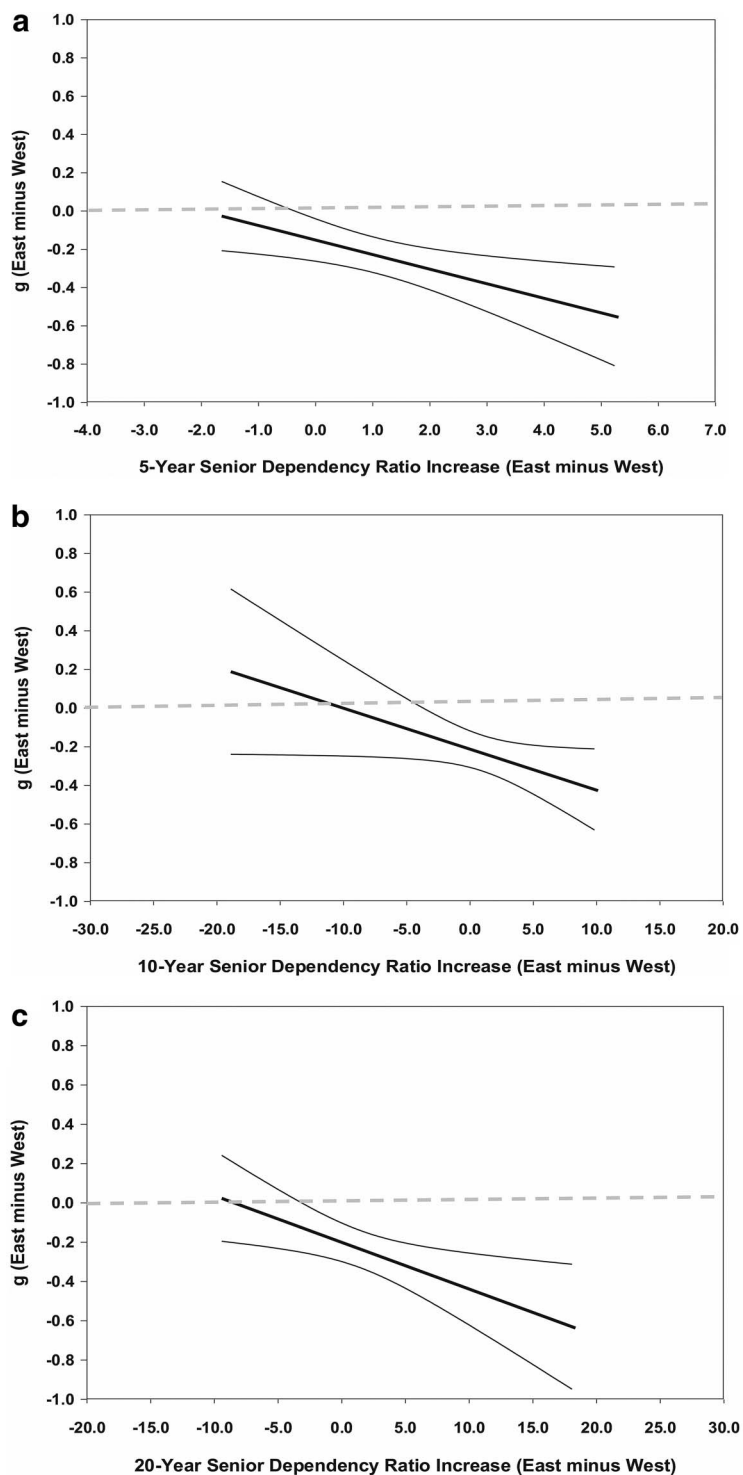 a
1.0
0.8
0.6
0.4
0.2
0.0
-0.2
-0.4
-0.6
-0.8
-1.0
g (East minus West)
-4.0 -3.0 -2.0 -1.0 0.0 1.0 2.0 3.0 4.0 5.0 6.0 7.0
5-Year Senior Dependency Ratio Increase (East minus West)
b
1.0
0.8
0.6
0.4
0.2
0.0
-0.2
-0.4
-0.6
-0.8
-1.0
g (East minus West)
-30.0 -25.0 -20.0 -15.0 -10.0 -5.0 0.0 5.0 10.0 15.0 20.0
10-Year Senior Dependency Ratio Increase (East minus West)
c
1.0
0.8
0.6
0.4
0.2
0.0
-0.2
-0.4
-0.6
-0.8
-1.0
g (East minus West)
-20.0 -15.0 -10.0 -5.0 0.0 5.0 10.0 15.0 20.0 25.0 30.0
20-Year Senior Dependency Ratio Increase (East minus West)